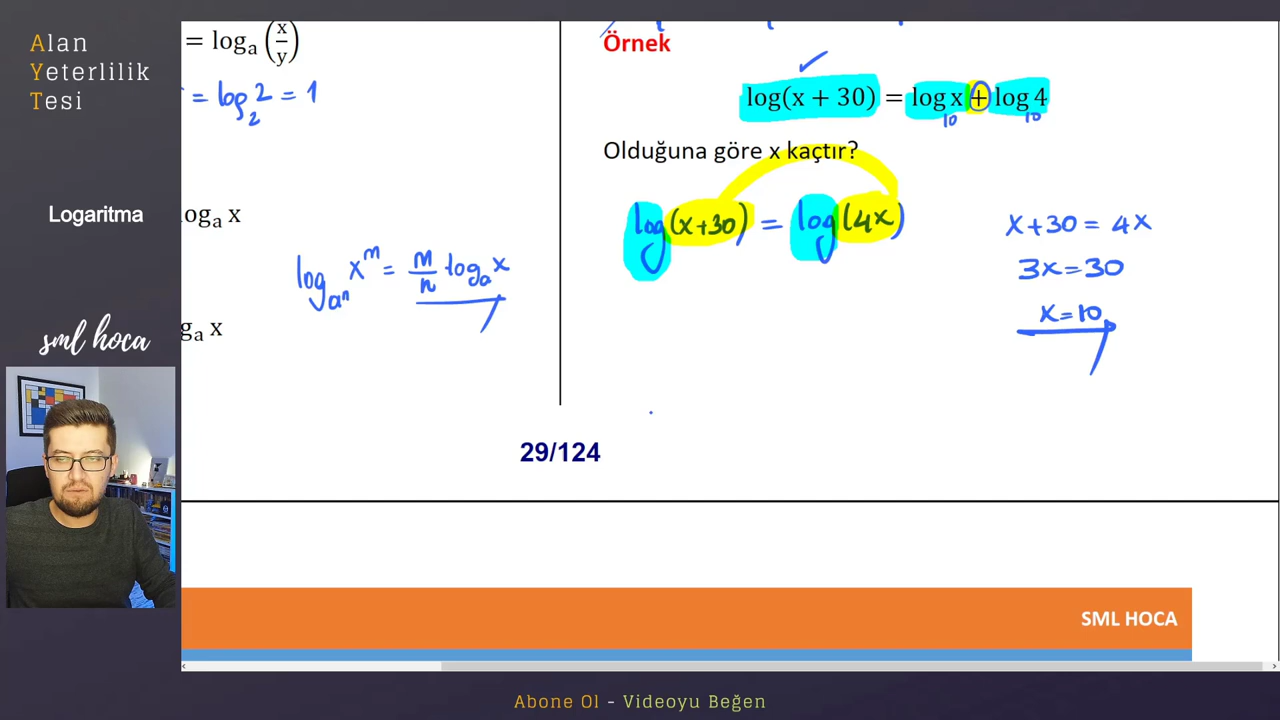 Alan
Yeterlilik
Tesi
Logaritma
sml hoca
= logₐ (x/y)
= log₂ 2 = 1
logₐ x
log_{aⁿ} xᵐ = m/n logₐ x
gₐ x
Örnek
log(x + 30) = log x + log 4
10 10
Olduğuna göre x kaçtır?
log(x+30) = log(4x)
x+30 = 4x
3x = 30
x = 10
29/124
SML HOCA
Abone Ol - Videoyu Beğen